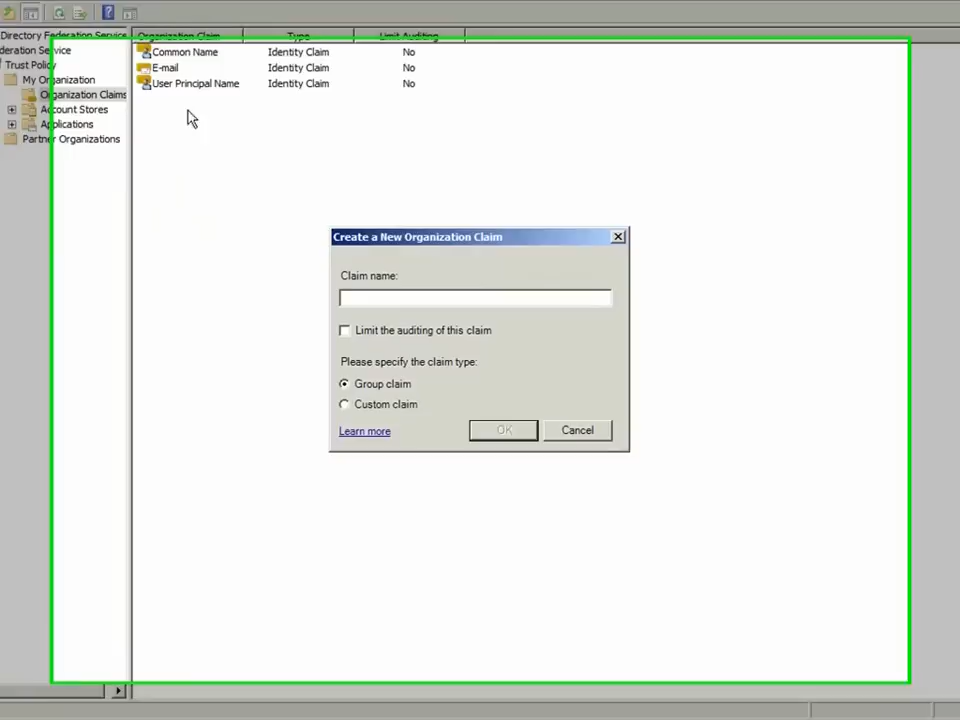 Directory Federation Service
deration Service
Trust Policy
My Organization
Organization Claims
Account Stores
Applications
Partner Organizations
Organization Claim Type Limit Auditing
Common Name Identity Claim No
E-mail Identity Claim No
User Principal Name Identity Claim No
Create a New Organization Claim
Claim name:
Limit the auditing of this claim
Please specify the claim type:
Group claim
Custom claim
Learn more OK Cancel